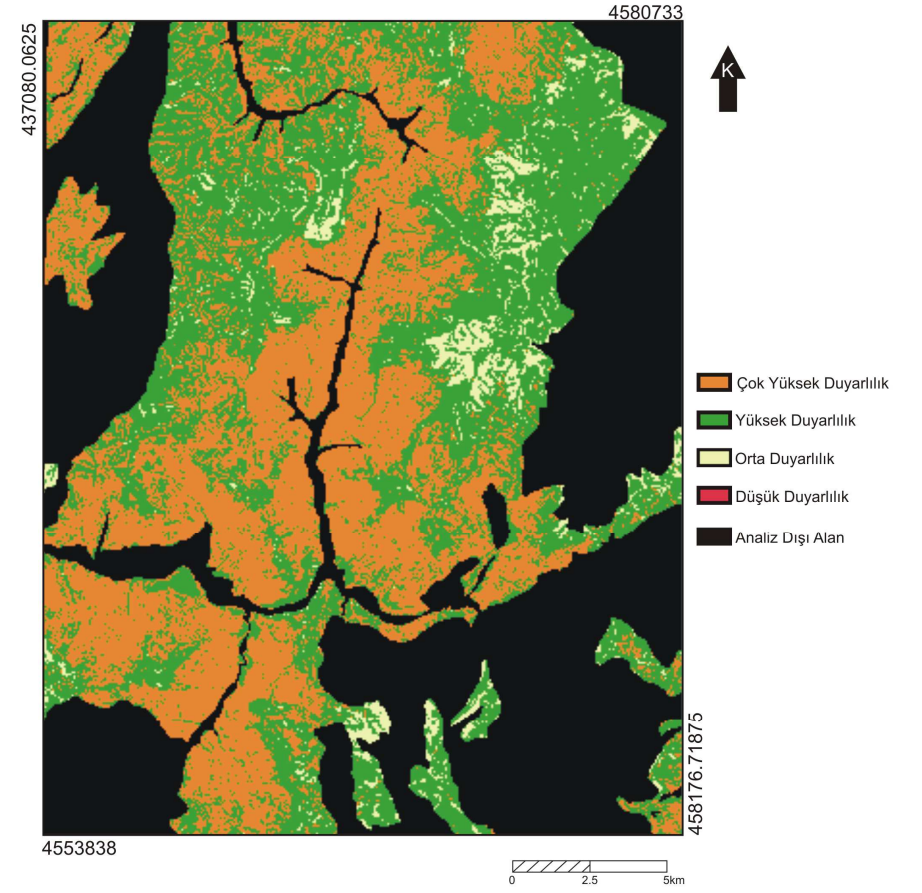 4580733
437080.0625
K
Çok Yüksek Duyarlılık
Yüksek Duyarlılık
Orta Duyarlılık
Düşük Duyarlılık
Analiz Dışı Alan
458176.71875
4553838
0 2.5 5km